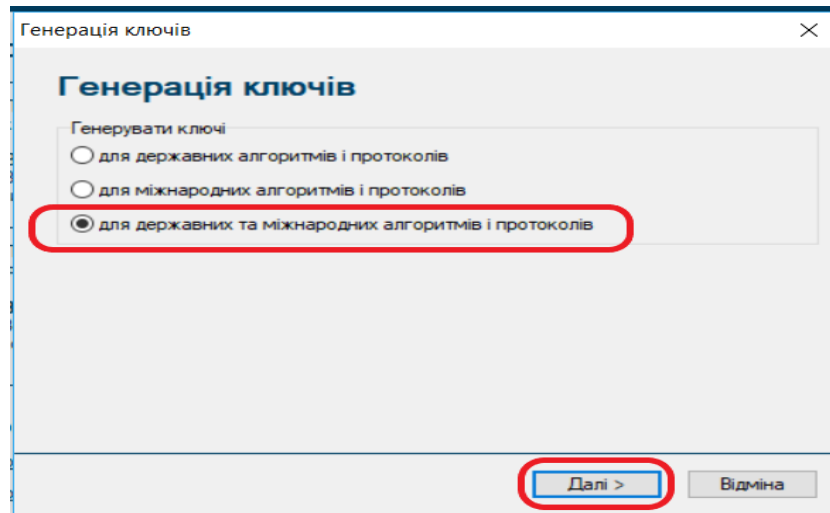 Генерація ключів
Генерація ключів
Генерувати ключі
для державних алгоритмів і протоколів
для міжнародних алгоритмів і протоколів
для державних та міжнародних алгоритмів і протоколів
Далі >
Відміна